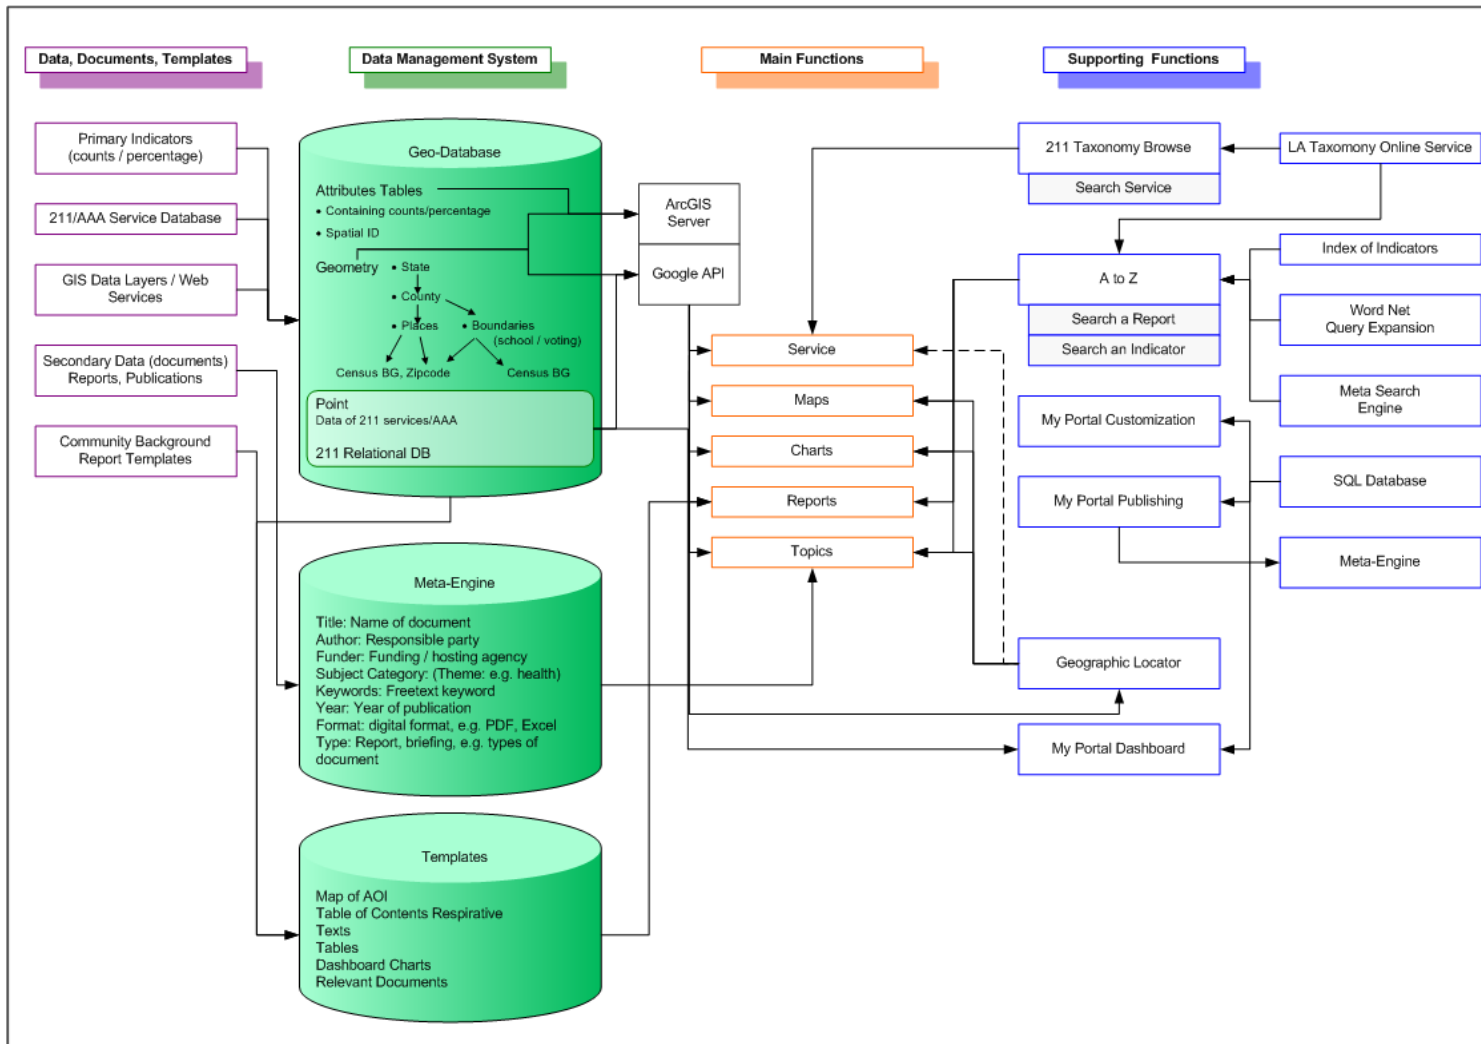 Data, Documents, Templates
Data Management System
Main Functions
Supporting Functions
Primary Indicators
(counts / percentage)
211/AAA Service Database
GIS Data Layers / Web
Services
Secondary Data (documents)
Reports, Publications
Community Background
Report Templates
Geo-Database
Attributes Tables
• Containing counts/percentage
• Spatial ID
Geometry
• State
• County
• Places
• Boundaries
(school / voting)
Census BG, Zipcode
Census BG
Point
Data of 211 services/AAA
211 Relational DB
Meta-Engine
Title: Name of document
Author: Responsible party
Funder: Funding / hosting agency
Subject Category: (Theme: e.g. health)
Keywords: Freetext keyword
Year: Year of publication
Format: digital format, e.g. PDF, Excel
Type: Report, briefing, e.g. types of
document
Templates
Map of AOI
Table of Contents Respirative
Texts
Tables
Dashboard Charts
Relevant Documents
ArcGIS
Server
Google API
Service
Maps
Charts
Reports
Topics
211 Taxonomy Browse
Search Service
A to Z
Search a Report
Search an Indicator
My Portal Customization
My Portal Publishing
Geographic Locator
My Portal Dashboard
LA Taxomony Online Service
Index of Indicators
Word Net
Query Expansion
Meta Search
Engine
SQL Database
Meta-Engine